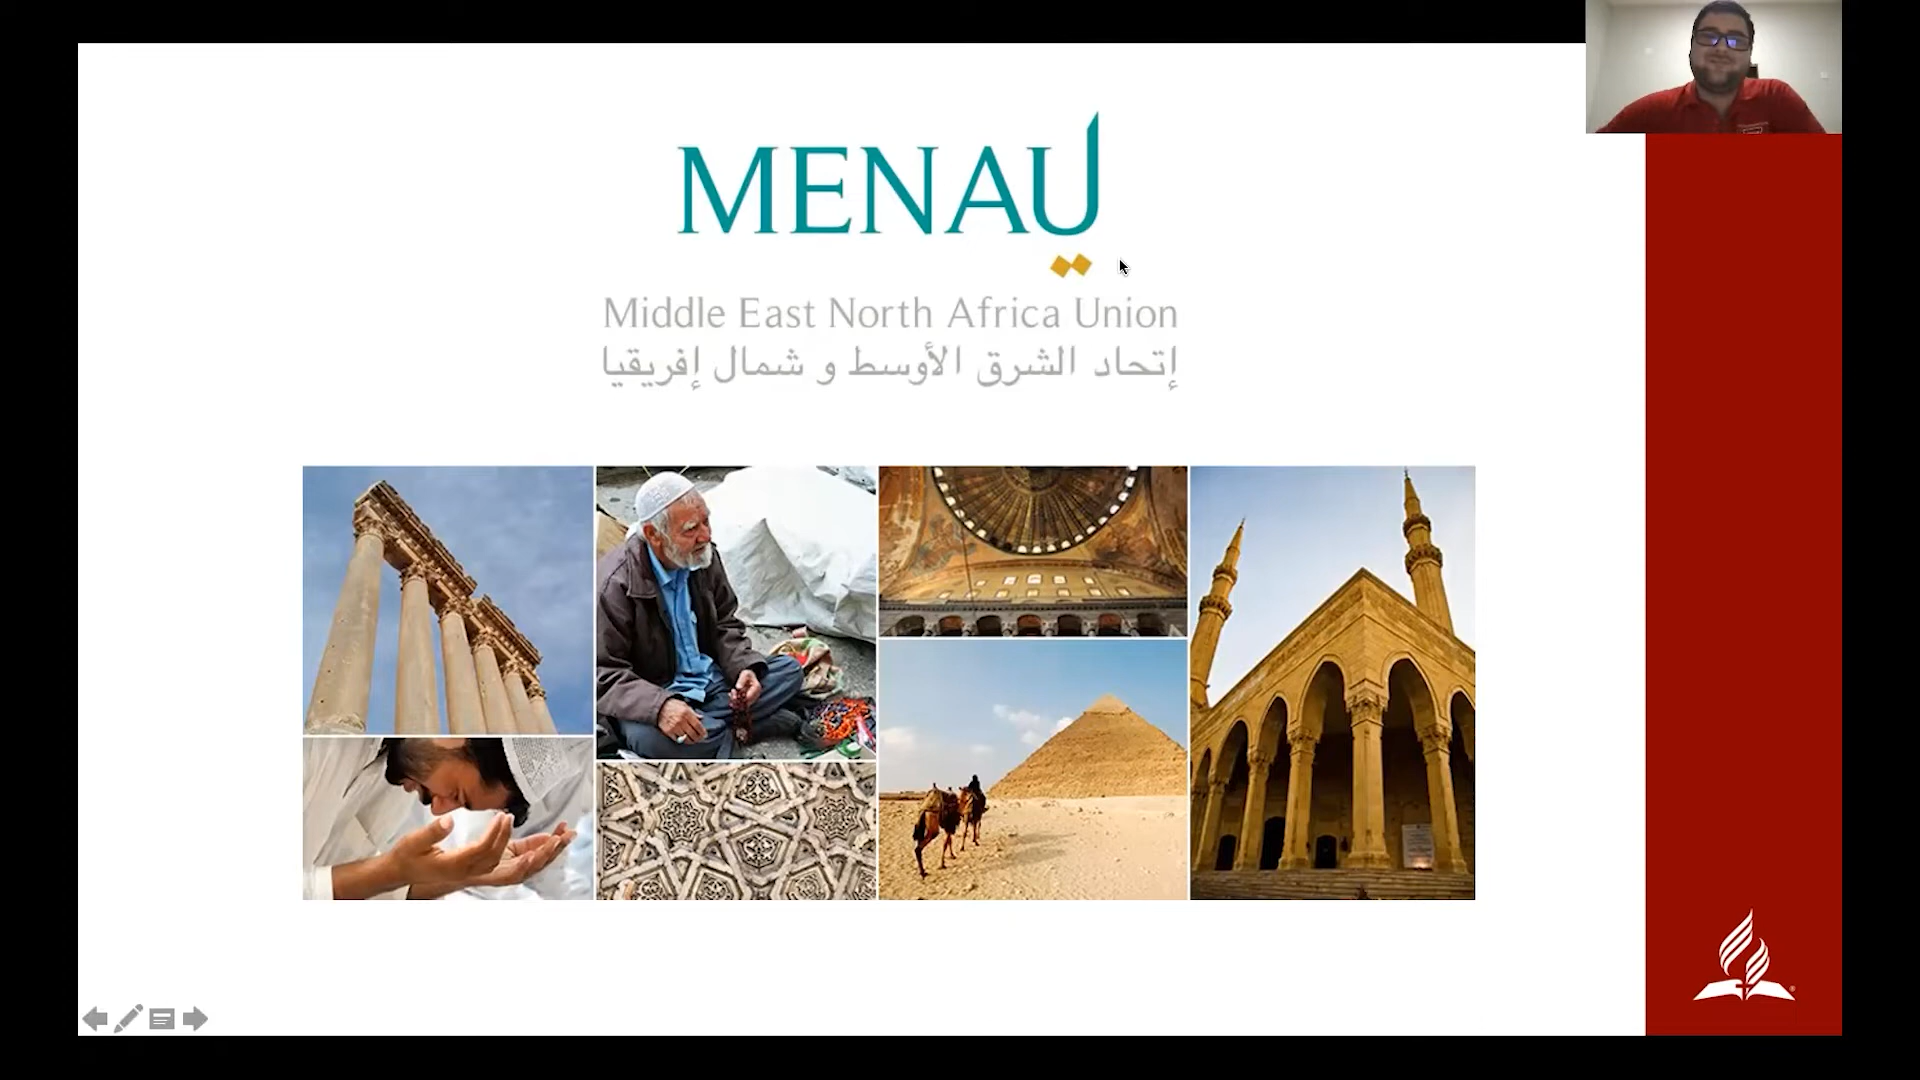 MENAU
Middle East North Africa Union
إتحاد الشرق الأوسط و شمال إفريقيا